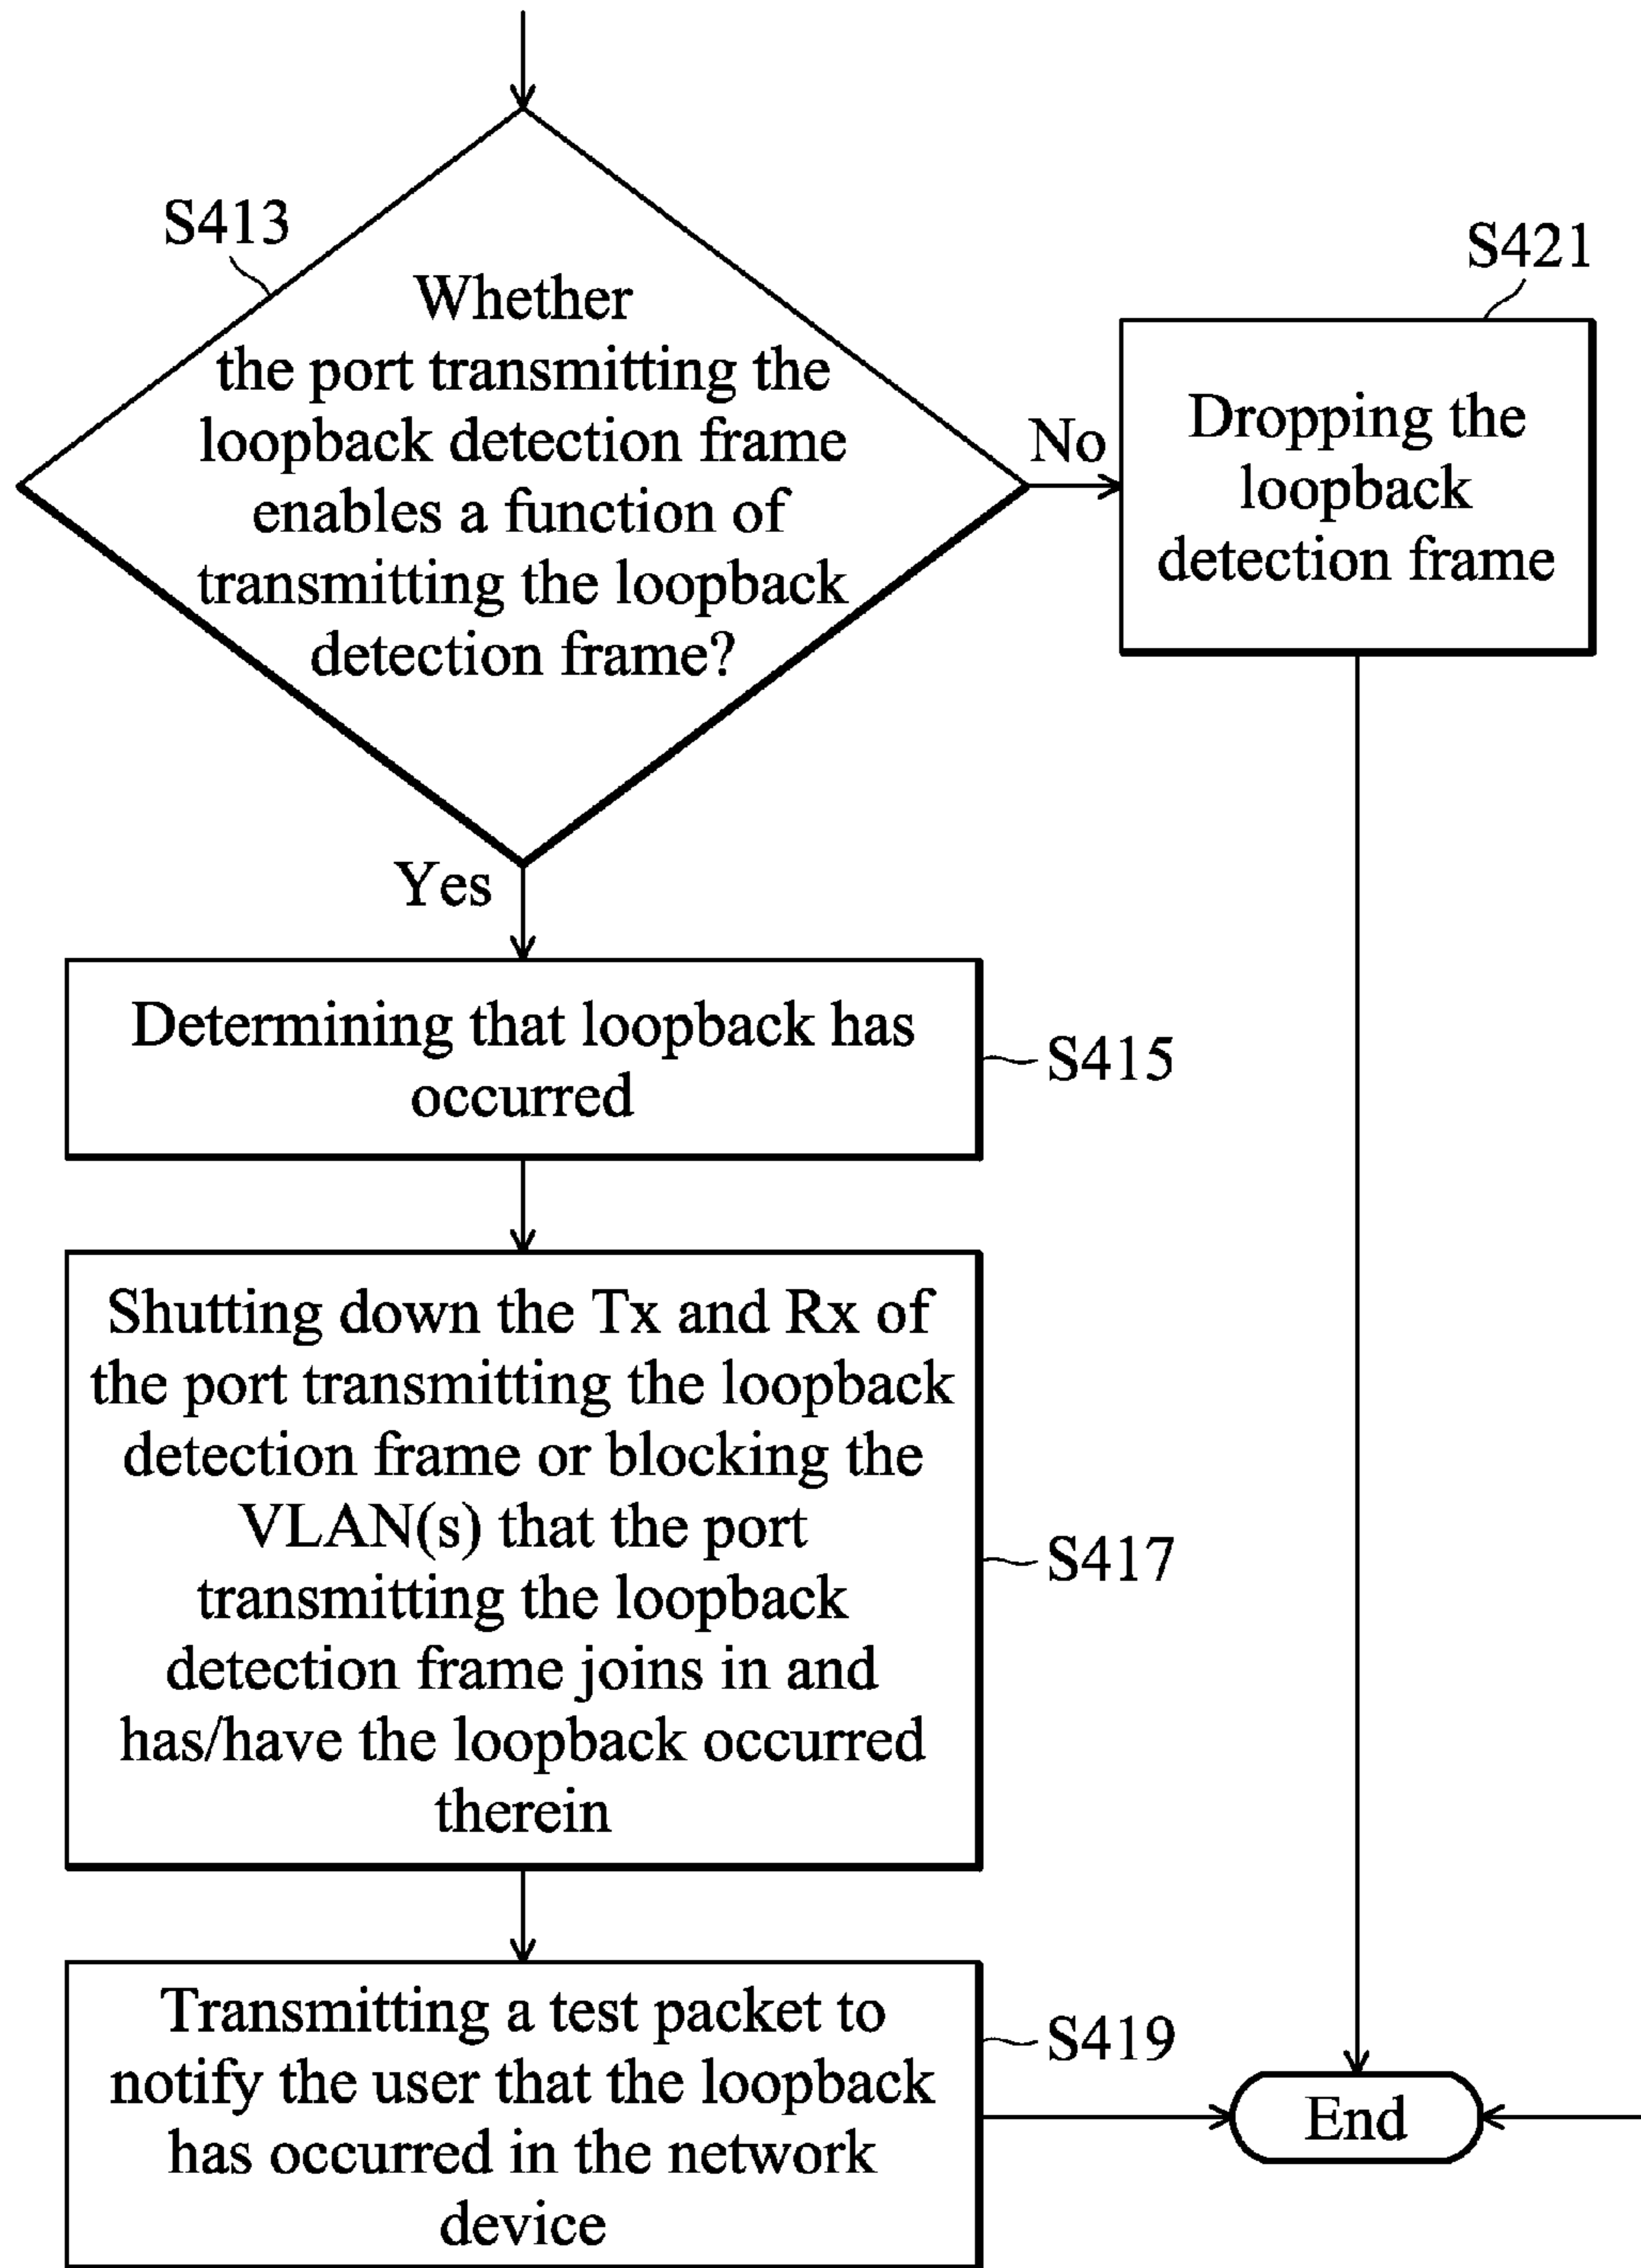 S413
Whether
the port transmitting the
loopback detection frame
enables a function of
transmitting the loopback
detection frame?
No
S421
Dropping the
loopback
detection frame
Yes
Determining that loopback has
occurred
S415
Shutting down the Tx and Rx of
the port transmitting the loopback
detection frame or blocking the
VLAN(s) that the port
transmitting the loopback
detection frame joins in and
has/have the loopback occurred
therein
S417
Transmitting a test packet to
notify the user that the loopback
has occurred in the network
device
S419
End